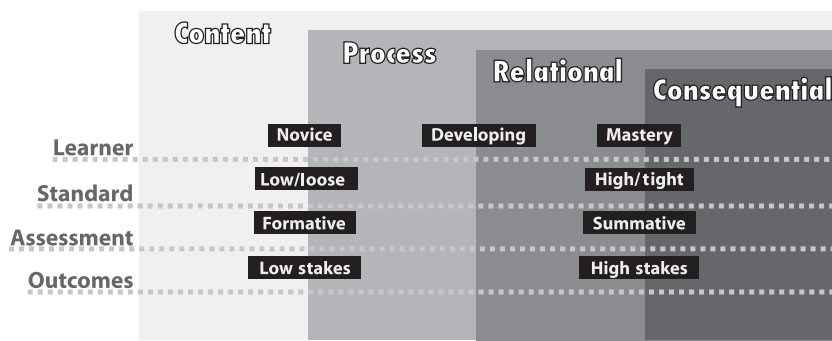 Content
Process
Relational
Consequential
Learner Novice Developing Mastery
Standard Low/loose High/tight
Assessment Formative Summative
Outcomes Low stakes High stakes